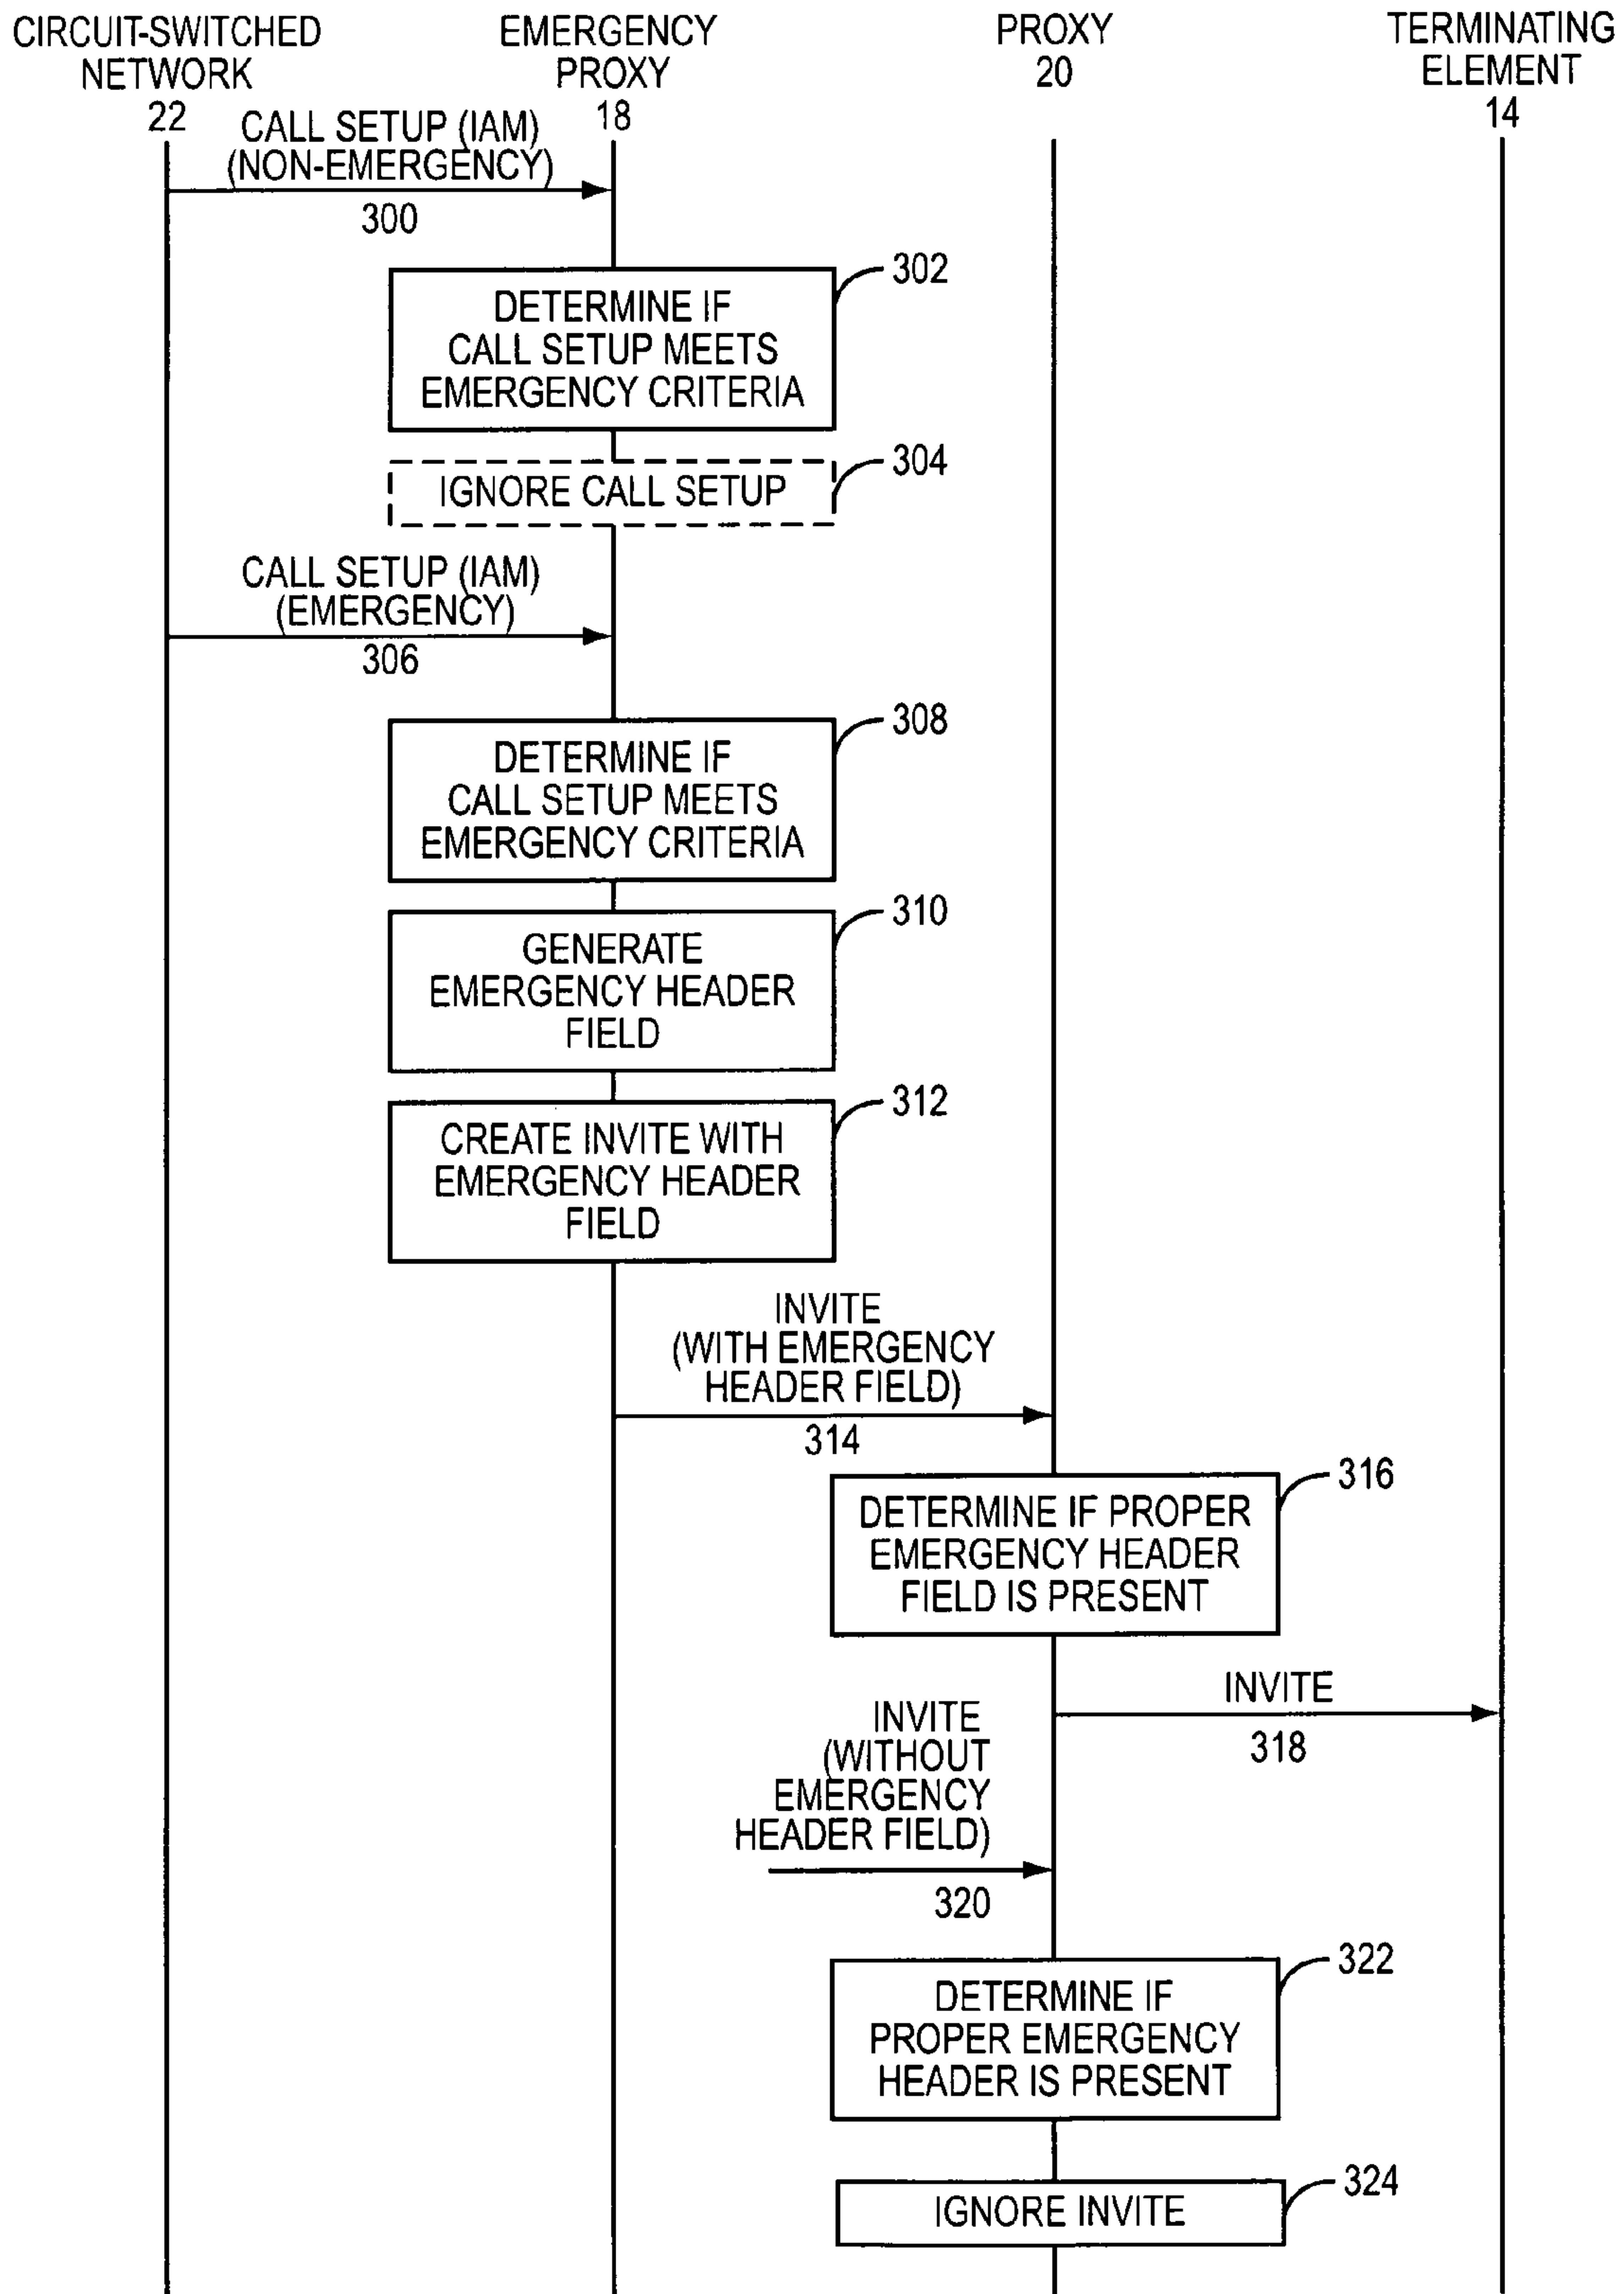 CIRCUIT-SWITCHED
NETWORK
22
EMERGENCY
PROXY
18
PROXY
20
TERMINATING
ELEMENT
14
CALL SETUP (IAM)
(NON-EMERGENCY)
300
302
DETERMINE IF
CALL SETUP MEETS
EMERGENCY CRITERIA
304
IGNORE CALL SETUP
CALL SETUP (IAM)
(EMERGENCY)
306
308
DETERMINE IF
CALL SETUP MEETS
EMERGENCY CRITERIA
310
GENERATE
EMERGENCY HEADER
FIELD
312
CREATE INVITE WITH
EMERGENCY HEADER
FIELD
INVITE
(WITH EMERGENCY
HEADER FIELD)
314
316
DETERMINE IF PROPER
EMERGENCY HEADER
FIELD IS PRESENT
INVITE
318
INVITE
(WITHOUT
EMERGENCY
HEADER FIELD)
320
322
DETERMINE IF
PROPER EMERGENCY
HEADER IS PRESENT
324
IGNORE INVITE